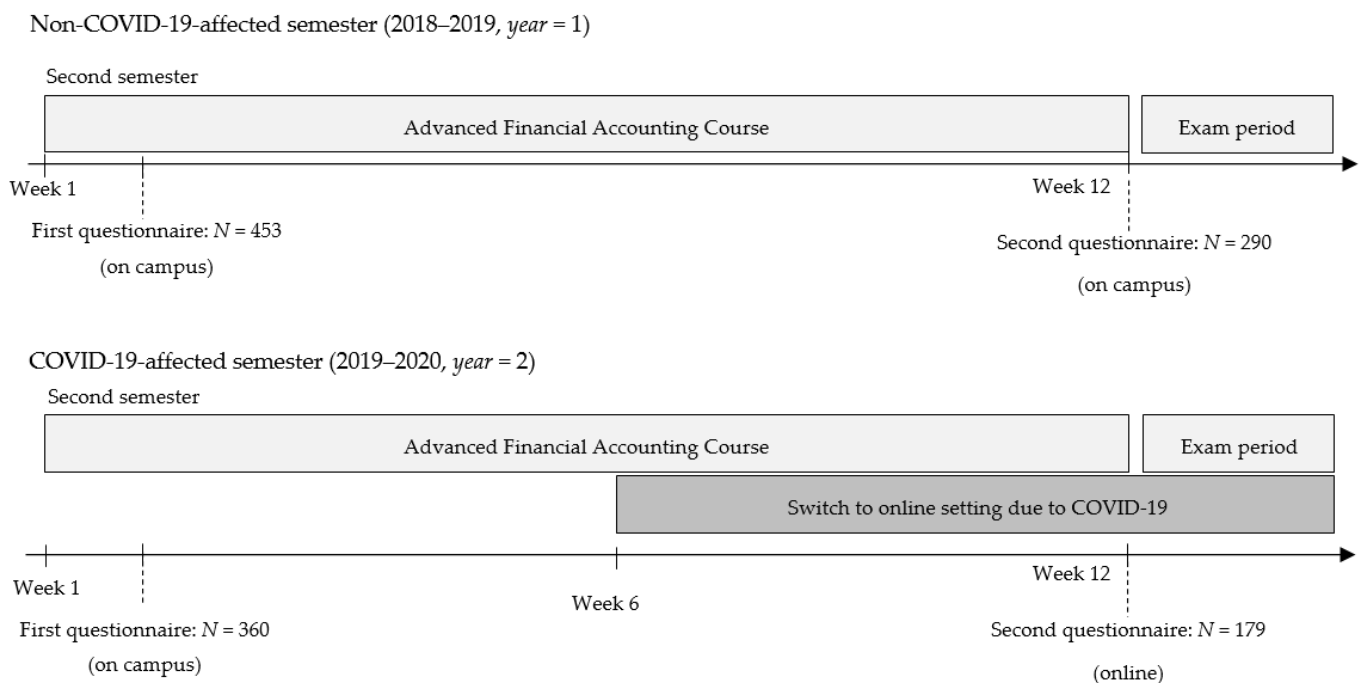 Non-COVID-19-affected semester (2018–2019, year = 1)
Second semester
Advanced Financial Accounting Course
Exam period
Week 1
Week 12
First questionnaire: N = 453
(on campus)
Second questionnaire: N = 290
(on campus)
COVID-19-affected semester (2019–2020, year = 2)
Second semester
Advanced Financial Accounting Course
Exam period
Switch to online setting due to COVID-19
Week 1
Week 6
Week 12
First questionnaire: N = 360
(on campus)
Second questionnaire: N = 179
(online)